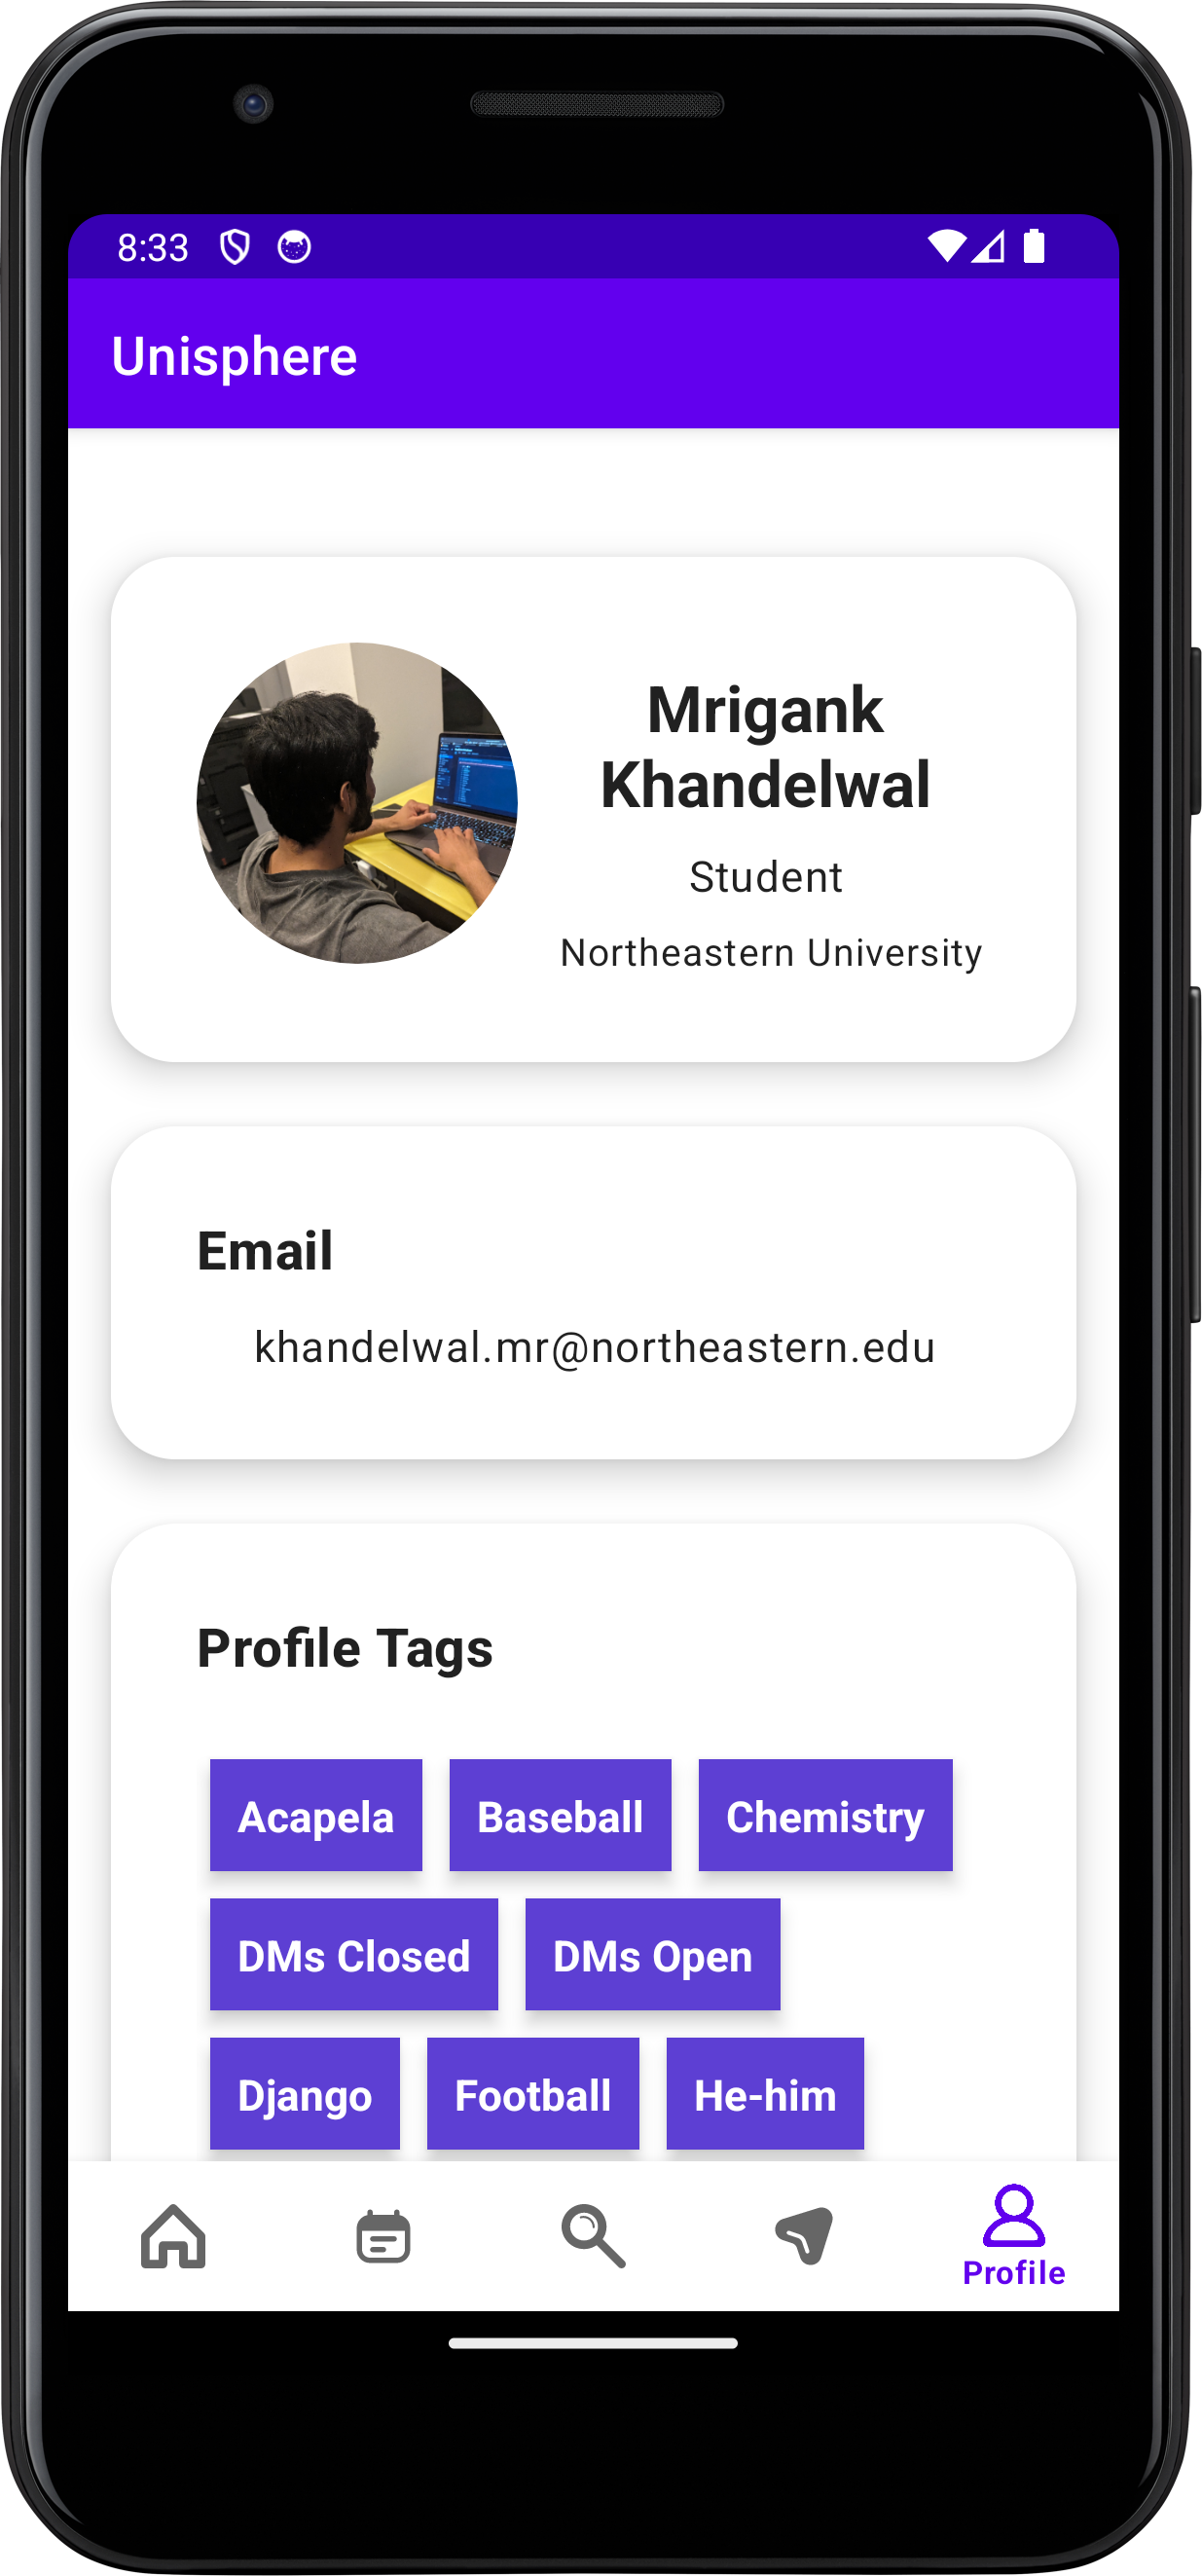 8:33
Unisphere
Mrigank
Khandelwal
Student
Northeastern University
Email
khandelwal.mr@northeastern.edu
Profile Tags
Acapela Baseball Chemistry
DMs Closed DMs Open
Django Football He-him
Profile